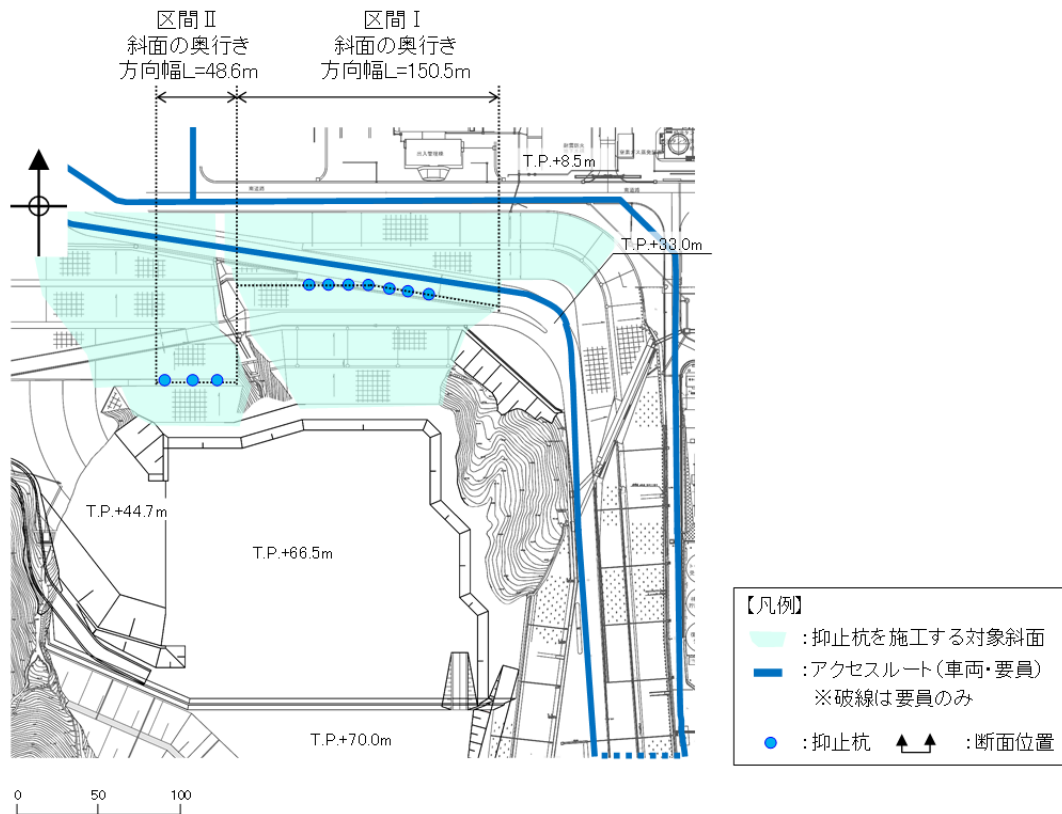 区間Ⅱ
斜面の奥行き
方向幅L=48.6m
区間Ⅰ
斜面の奥行き
方向幅L=150.5m
T.P.+8.5m
T.P.+33.0m
T.P.+44.7m
T.P.+66.5m
T.P.+70.0m
【凡例】
:抑止杭を施工する対象斜面
:アクセスルート(車両・要員)
※破線は要員のみ
:抑止杭
:断面位置
0 50 100